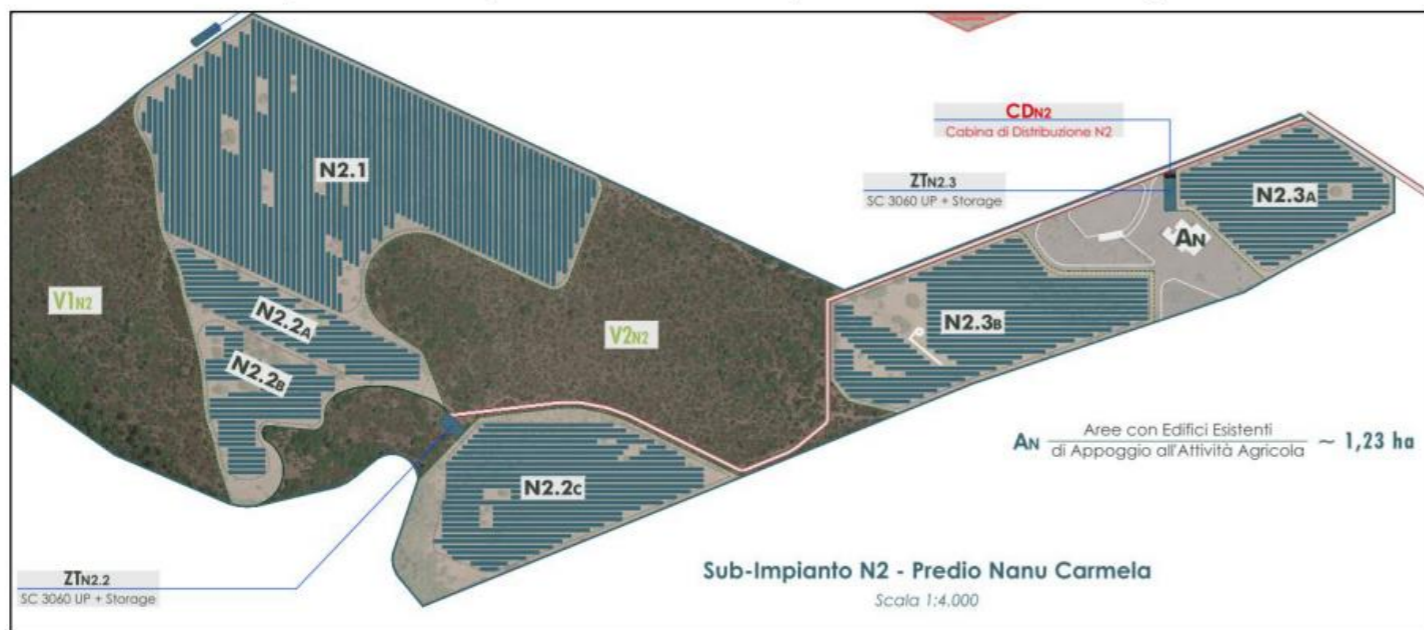 CDN2
Cabina di Distribuzione N2
ZTN2.3
SC 3060 UP + Storage
N2.1
N2.3A
AN
V1N2
N2.2A
V2N2
N2.3B
N2.2B
AN Aree con Edifici Esistenti
di Appoggio all'Attività Agricola ~ 1,23 ha
N2.2C
ZTN2.2
SC 3060 UP + Storage
Sub-Impianto N2 - Predio Nanu Carmela
Scala 1:4.000